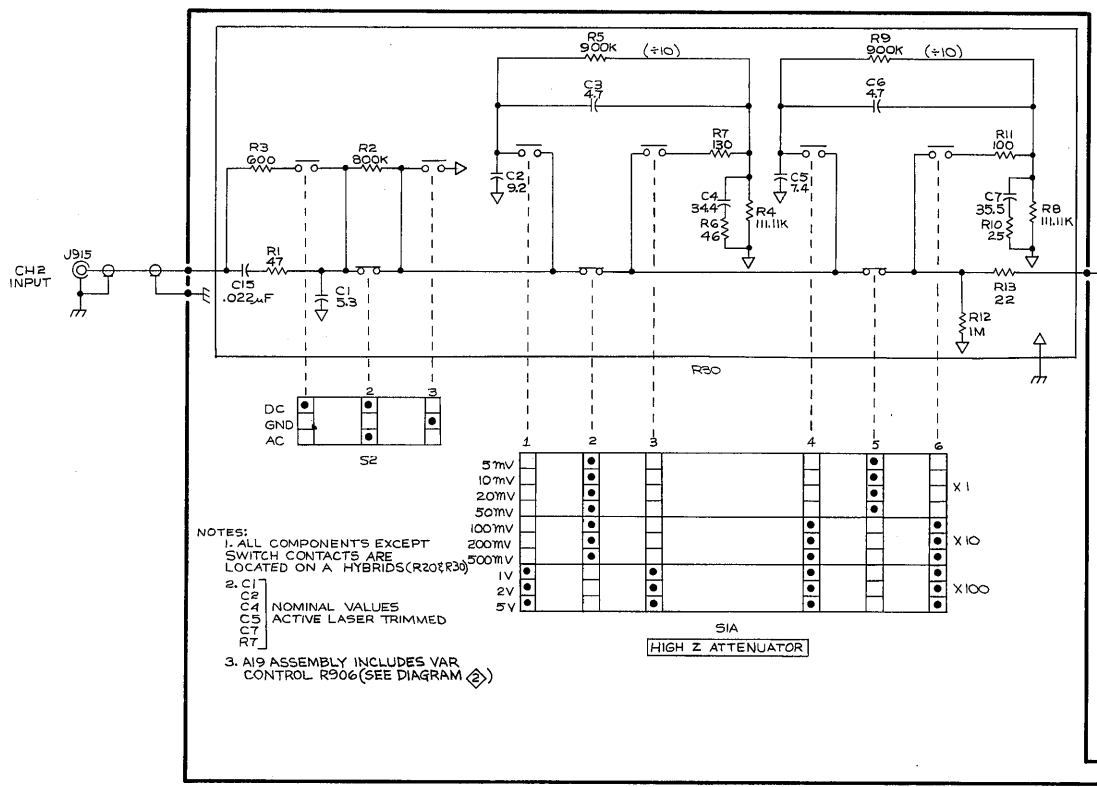 R5
900K (÷10)
C3
4.7
R9
900K (÷10)
C6
4.7
R3
600
R2
800K
R7
130
R11
100
C2
9.2
C4
34.4
R6
46
R4
111.11K
C5
7.4
C7
35.5
R10
25
R8
111.11K
J915
CH2
INPUT
R1
47
C15
.022µF
C1
5.3
R13
22
R12
1M
R30
2 3
DC
GND
AC
S2
1 2 3 4 5 6
5mV
10mV
20mV
50mV
X1
100mV
200mV
500mV
X10
1V
2V
5V
X100
S1A
HIGH Z ATTENUATOR
NOTES:
1. ALL COMPONENTS EXCEPT
SWITCH CONTACTS ARE
LOCATED ON A HYBRIDS(R20&R30)
2. C1
C2
C4 NOMINAL VALUES
C5 ACTIVE LASER TRIMMED
C7
R7
3. A19 ASSEMBLY INCLUDES VAR
CONTROL R906(SEE DIAGRAM 2)